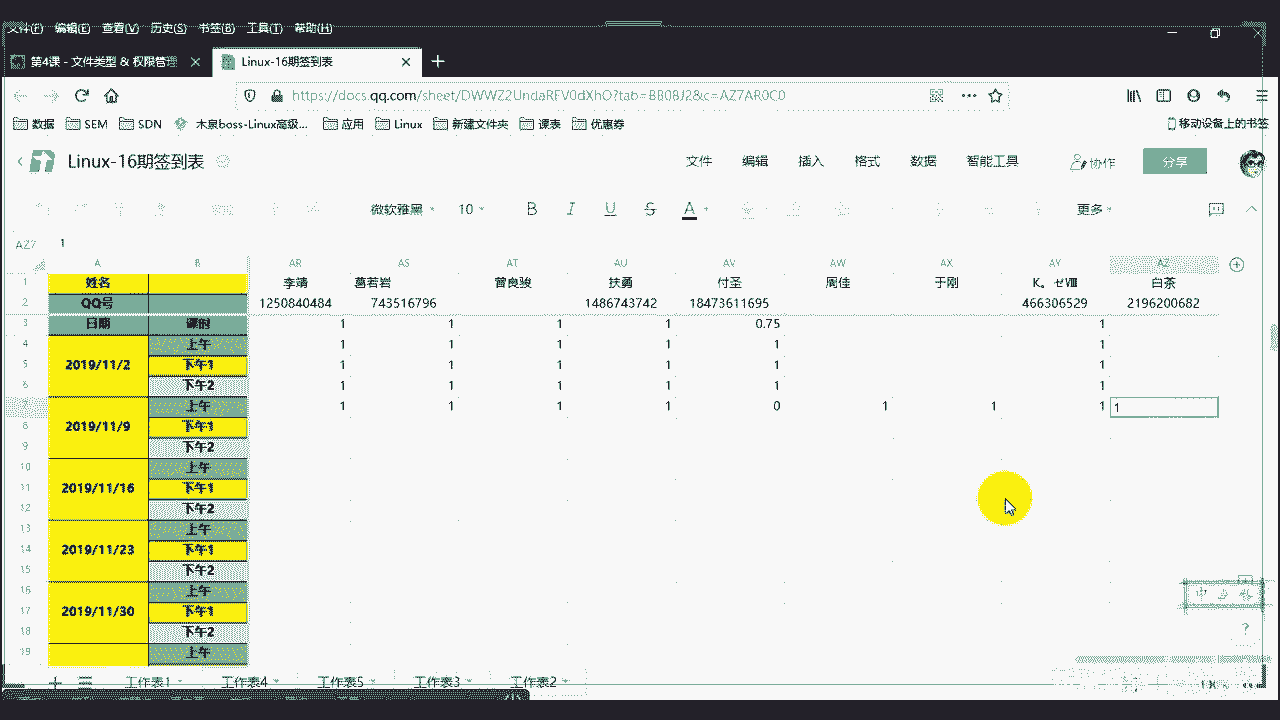 文件(F) 编辑(E) 查看(V) 历史(S) 书签(B) 工具(T) 帮助(H)
第4课 - 文件类型 & 权限管理 Linux-16期签到表
https://docs.qq.com/sheet/DWWZ2UndaRFV0dXhO?tab=BB08J2&c=AZ7AR0C0
数据 SEM SDN 木泉boss-Linux高级... 应用 Linux 新建文件夹 课表 优惠券 移动设备上的书签
Linux-16期签到表 文件 编辑 插入 格式 数据 智能工具 协作 分享
微软雅黑 10 B I U S A 更多
AZ7 1
A B AR AS AT AU AV AW AX AY AZ
1 姓名 李靖 葛若岩 曾良骏 扶勇 付圣 周佳 于刚 K。ゼⅧ 白茶
2 QQ号 1250840484 743516796 1486743742 18473611695 466306529 2196200682
3 日期 课程 1 1 1 1 0.75 1
4 上午 1 1 1 1 1 1
5 2019/11/2 下午1 1 1 1 1 1 1
6 下午2 1 1 1 1 1 1
上午 1 1 1 1 0 1 1 1 1
8 2019/11/9 下午1
9 下午2
10 上午
11 2019/11/16 下午1
12 下午2
13 上午
14 2019/11/23 下午1
15 下午2
16 上午
17 2019/11/30 下午1
18 下午2
19 上午
工作表1 工作表4 工作表5 工作表3 工作表2